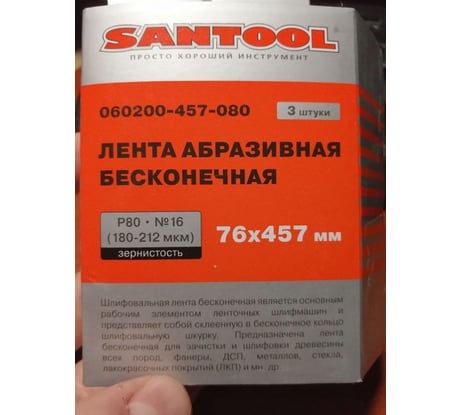 SANTOOL®
ПРОСТО ХОРОШИЙ ИНСТРУМЕНТ
060200-457-080
3 штуки
ЛЕНТА АБРАЗИВНАЯ
БЕСКОНЕЧНАЯ
P80 · №16
(180-212 мкм)
зернистость
76x457 мм
Шлифовальная лента бесконечная является основным
рабочим элементом ленточных шлифмашин и
представляет собой склеенную в бесконечное кольцо
шлифовальную шкурку. Предназначена лента
бесконечная для зачистки и шлифовки древесины
всех пород, фанеры, ДСП, металлов, стекла,
лакокрасочных покрытий (ЛКП) и мн. др.